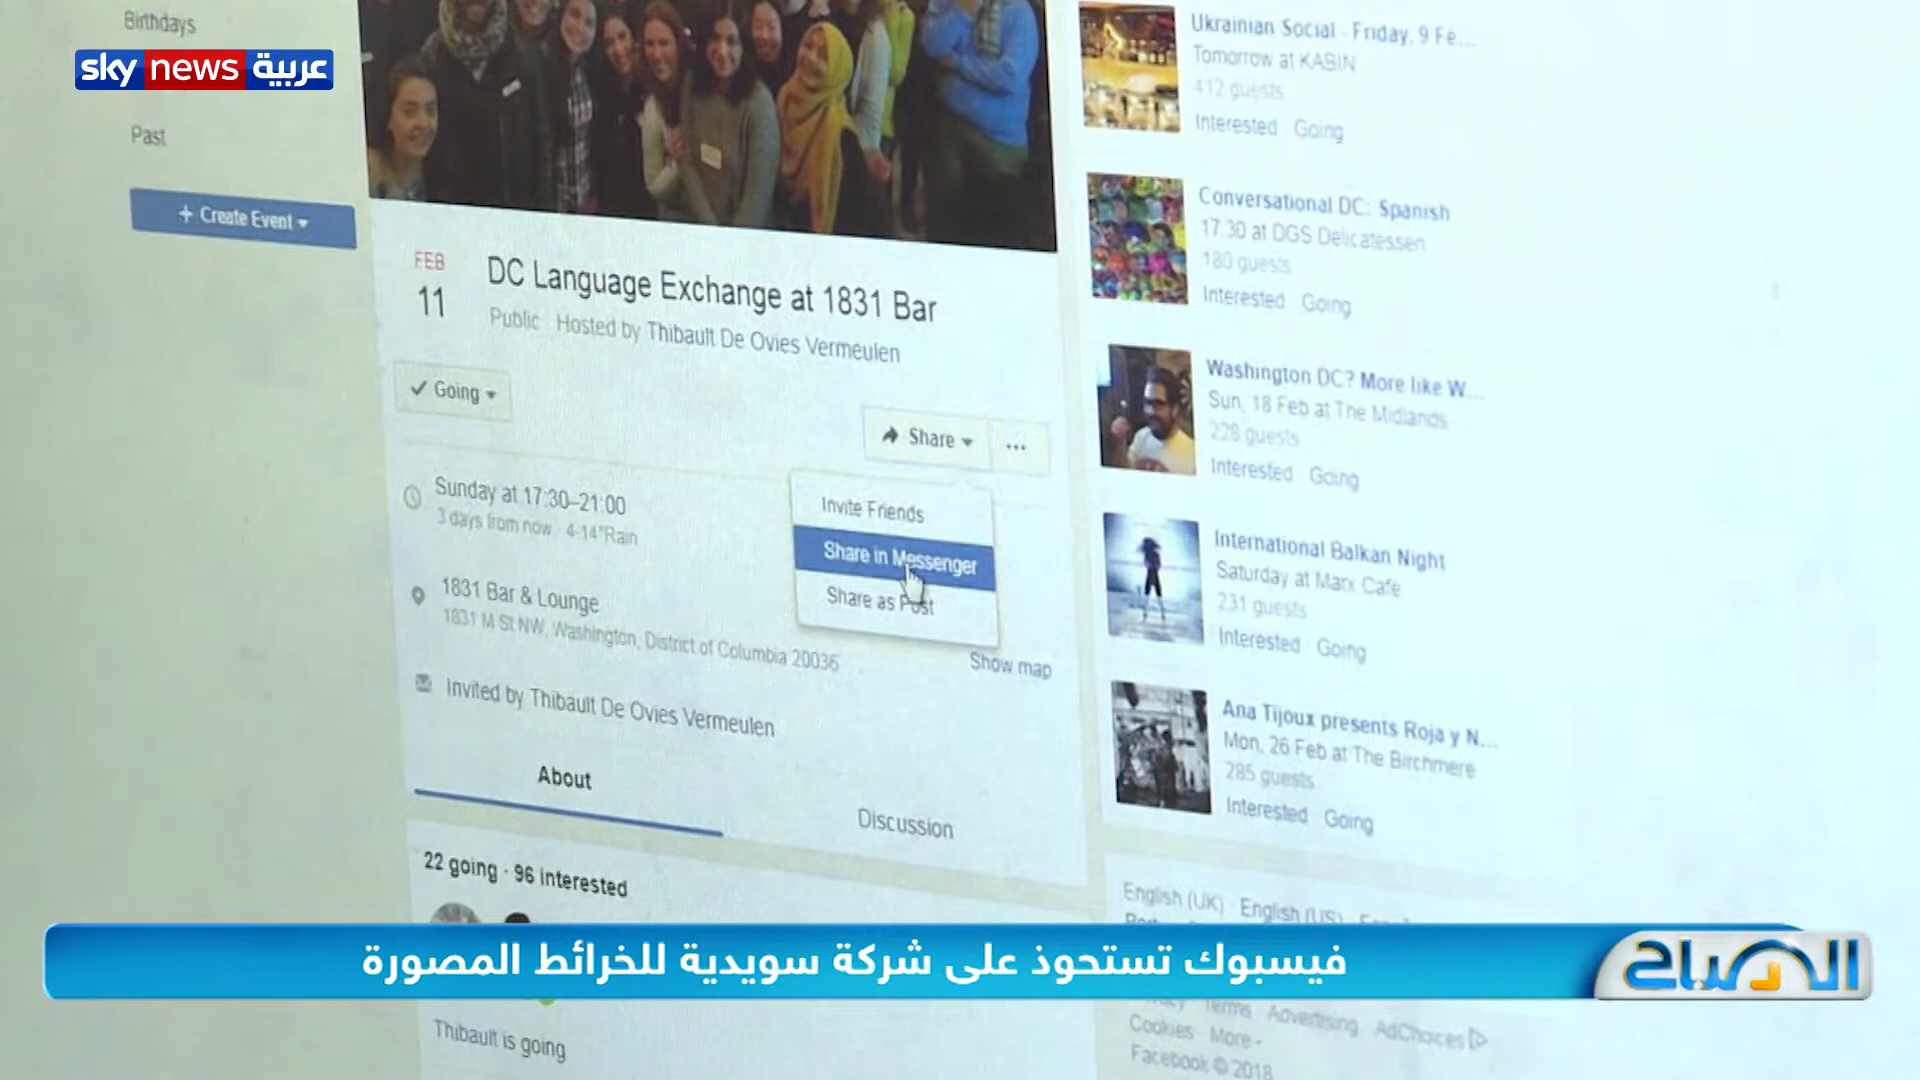 Birthdays
sky news عربية
Past
+ Create Event
FEB
11
DC Language Exchange at 1831 Bar
Public · Hosted by Thibault De Ovies Vermeulen
Going
Share
...
Invite Friends
Share in Messenger
Share as Post
Sunday at 17:30–21:00
3 days from now · 4-14°Rain
1831 Bar & Lounge
1831 M St NW, Washington, District of Columbia 20036
Show map
Invited by Thibault De Ovies Vermeulen
About
Discussion
22 going · 96 interested
Thibault is going
Ukrainian Social - Friday, 9 Fe...
Tomorrow at KABIN
412 guests
Interested · Going
Conversational DC: Spanish
17:30 at DGS Delicatessen
180 guests
Interested · Going
Washington DC? More like W...
Sun, 18 Feb at The Midlands
228 guests
Interested · Going
International Balkan Night
Saturday at Marx Cafe
231 guests
Interested · Going
Ana Tijoux presents Roja y N...
Mon, 26 Feb at The Birchmere
285 guests
Interested · Going
English (UK) · English (US) ·
فيسبوك تستحوذ على شركة سويدية للخرائط المصورة
الصباح
Terms · Advertising · AdChoices
Cookies · More
Facebook © 2018